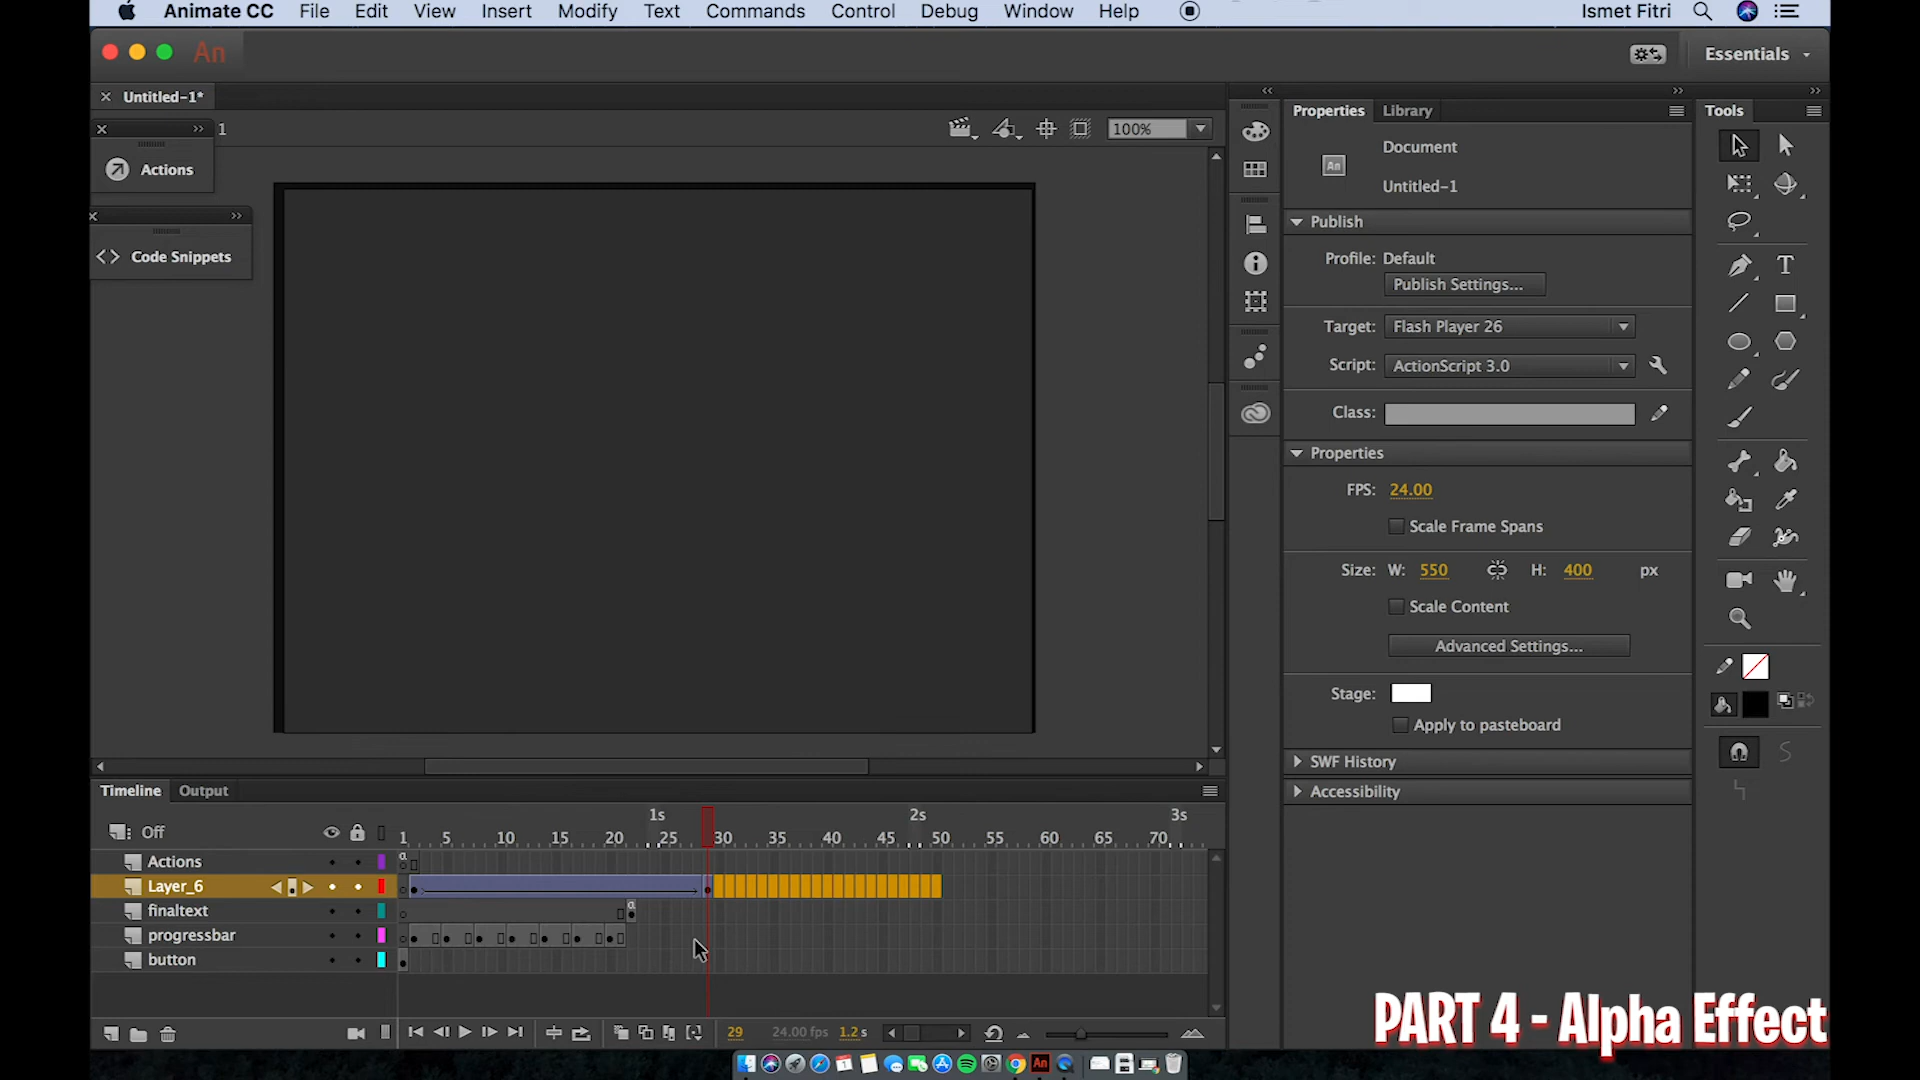 Animate CC File Edit View Insert Modify Text Commands Control Debug Window Help Ismet Fitri
An Essentials
Untitled-1*
1 100%
Actions
Code Snippets
Properties Library Tools
An Document
Untitled-1
Publish
Profile: Default
Publish Settings...
Target: Flash Player 26
Script: ActionScript 3.0
Class:
Properties
FPS: 24.00
Scale Frame Spans
Size: W: 550 H: 400 px
Scale Content
Advanced Settings...
Stage:
Apply to pasteboard
SWF History
Accessibility
Timeline Output
1s 2s 3s
Off 1 5 10 15 20 25 30 35 40 45 50 55 60 65 70
Actions
Layer_6
finaltext
progressbar
button
29 24.00 fps 1.2 s
PART 4 - Alpha Effect